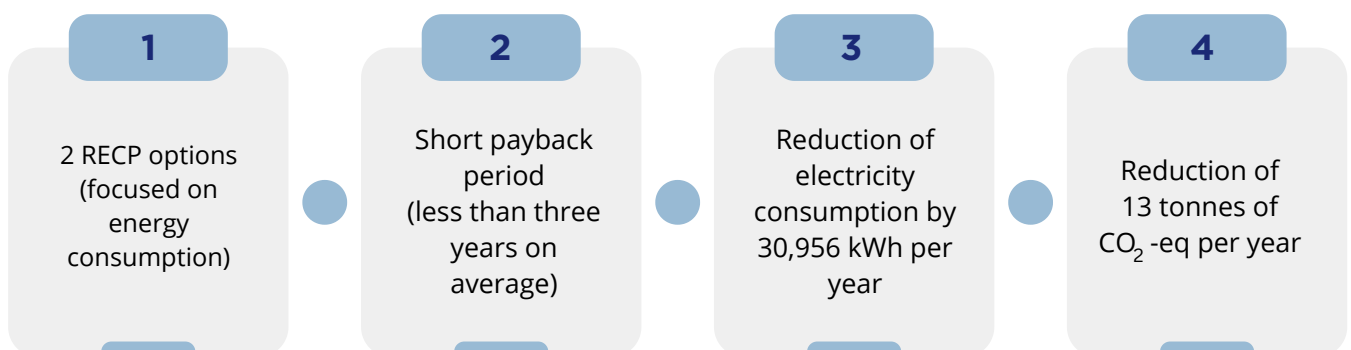 1
2 RECP options
(focused on
energy
consumption)
2
Short payback
period
(less than three
years on
average)
3
Reduction of
electricity
consumption by
30,956 kWh per
year
4
Reduction of
13 tonnes of
CO₂ -eq per year